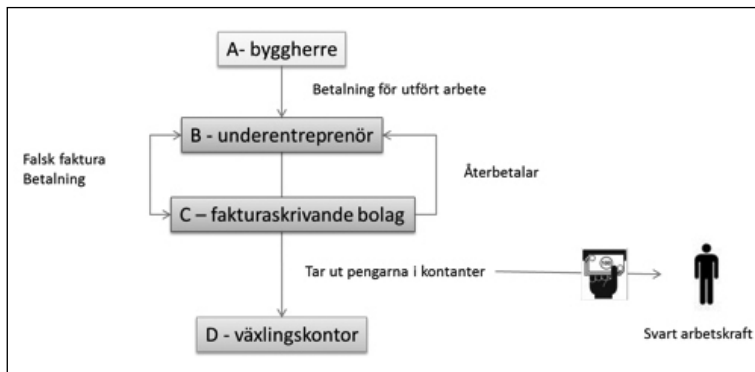 A- byggherre
Betalning för utfört arbete
B - underentreprenör
Falsk faktura
Betalning
Återbetalar
C – fakturaskrivande bolag
Tar ut pengarna i kontanter
D - växlingskontor
Svart arbetskraft